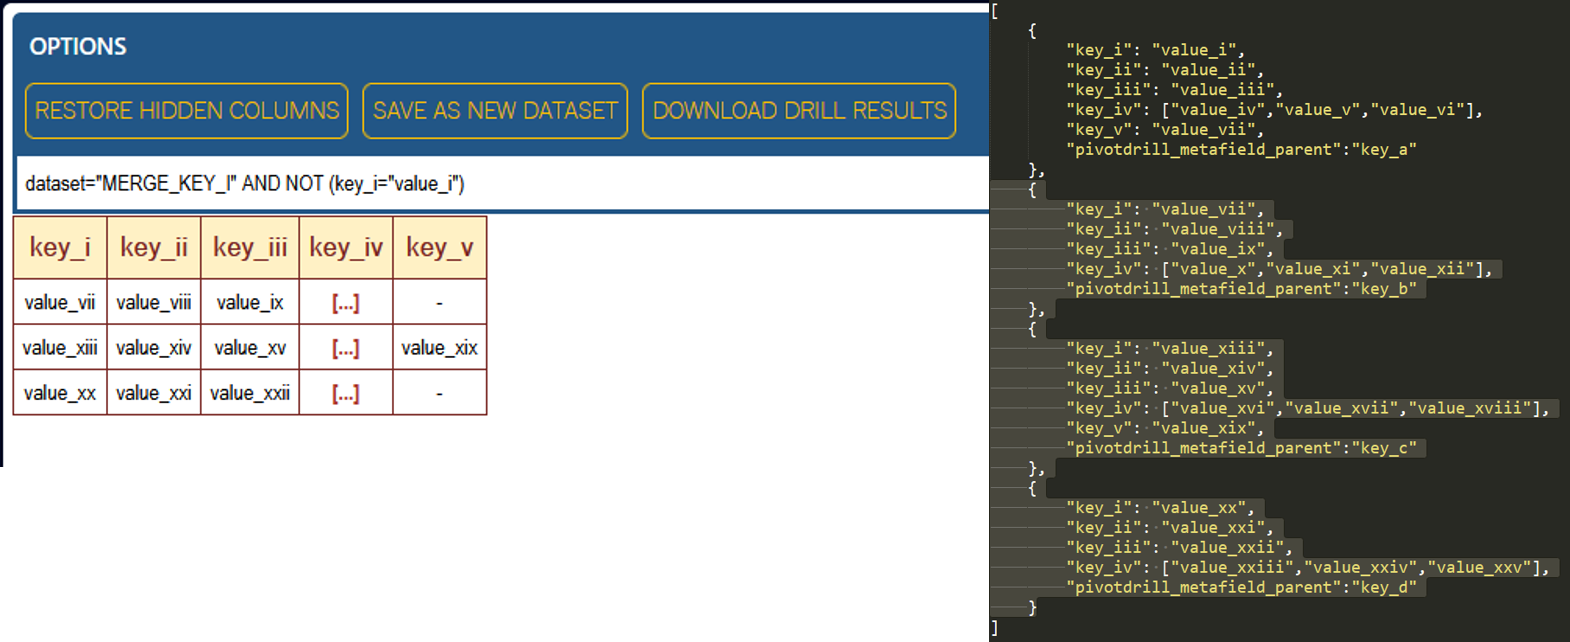 OPTIONS
RESTORE HIDDEN COLUMNS SAVE AS NEW DATASET DOWNLOAD DRILL RESULTS
dataset="MERGE_KEY_I" AND NOT (key_i="value_i")
key_i key_ii key_iii key_iv key_v
value_vii value_viii value_ix [...] -
value_xiii value_xiv value_xv [...] value_xix
value_xx value_xxi value_xxii [...] -
[
{
"key_i": "value_i",
"key_ii": "value_ii",
"key_iii": "value_iii",
"key_iv": ["value_iv","value_v","value_vi"],
"key_v": "value_vii",
"pivotdrill_metafield_parent":"key_a"
},
{
"key_i": "value_vii",
"key_ii": "value_viii",
"key_iii": "value_ix",
"key_iv": ["value_x","value_xi","value_xii"],
"pivotdrill_metafield_parent":"key_b"
},
{
"key_i": "value_xiii",
"key_ii": "value_xiv",
"key_iii": "value_xv",
"key_iv": ["value_xvi","value_xvii","value_xviii"],
"key_v": "value_xix",
"pivotdrill_metafield_parent":"key_c"
},
{
"key_i": "value_xx",
"key_ii": "value_xxi",
"key_iii": "value_xxii",
"key_iv": ["value_xxiii","value_xxiv","value_xxv"],
"pivotdrill_metafield_parent":"key_d"
}
]